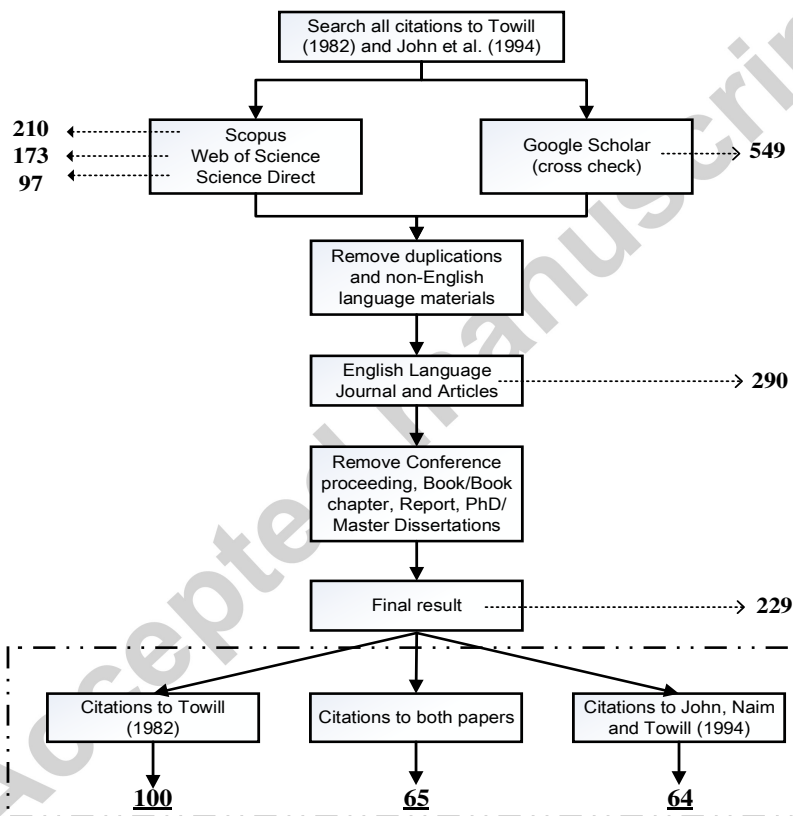 Search all citations to Towill
(1982) and John et al. (1994)
210
173
97
Scopus
Web of Science
Science Direct
Google Scholar
(cross check)
549
Remove duplications
and non-English
language materials
English Language
Journal and Articles
290
Remove Conference
proceeding, Book/Book
chapter, Report, PhD/
Master Dissertations
Final result
229
Citations to Towill
(1982)
Citations to both papers
Citations to John, Naim
and Towill (1994)
100
65
64
Accepted manuscrip